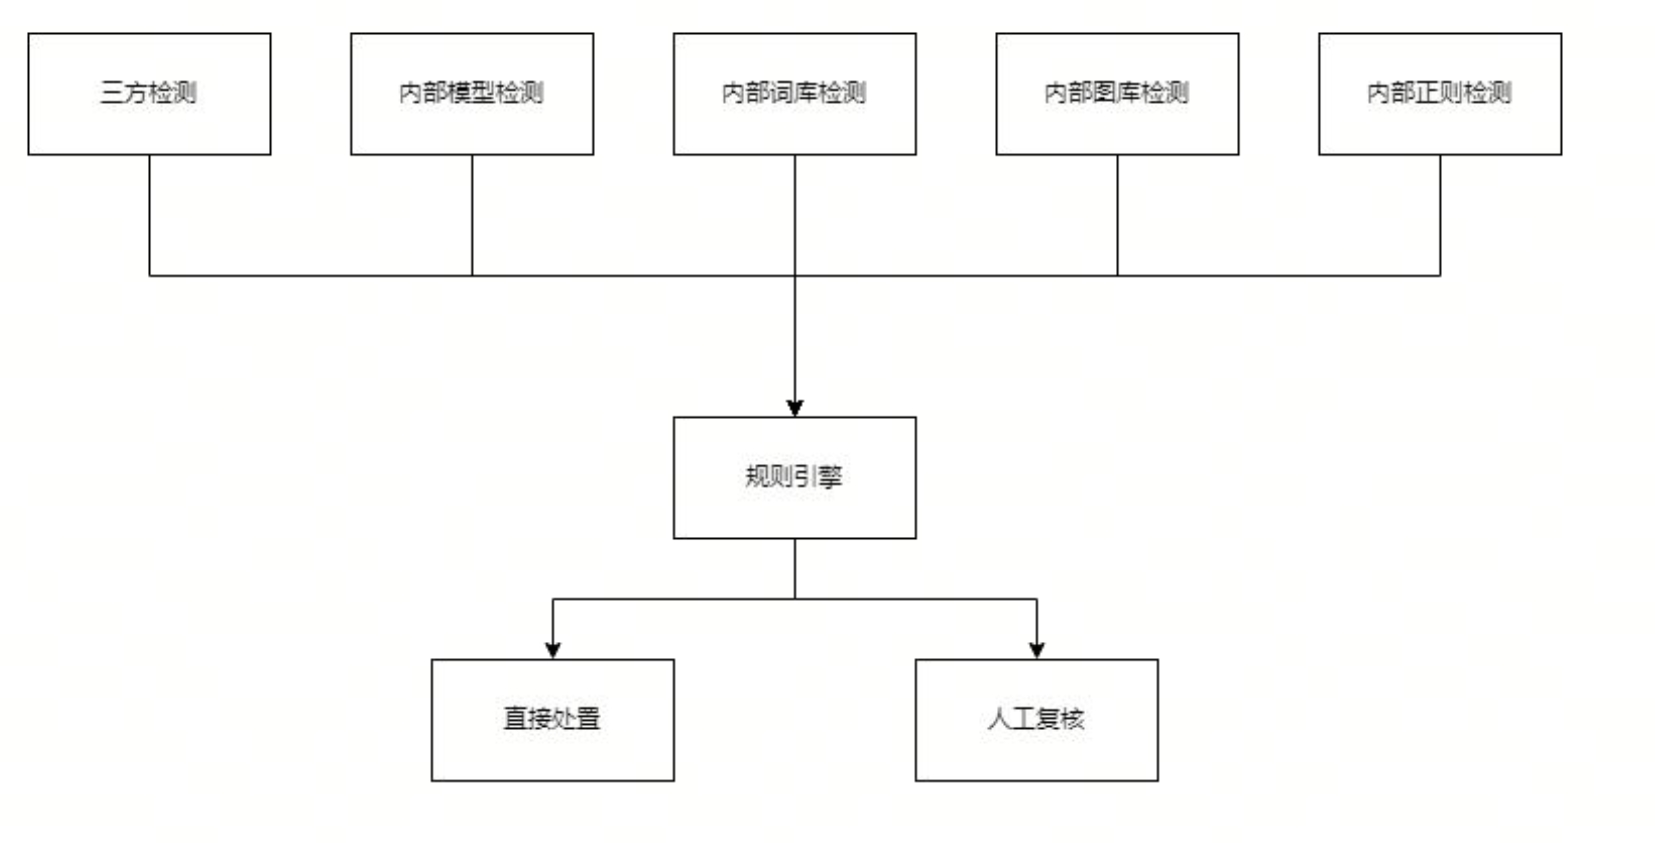 三方检测
内部模型检测
内部词库检测
内部图库检测
内部正则检测
规则引擎
直接处置
人工复核